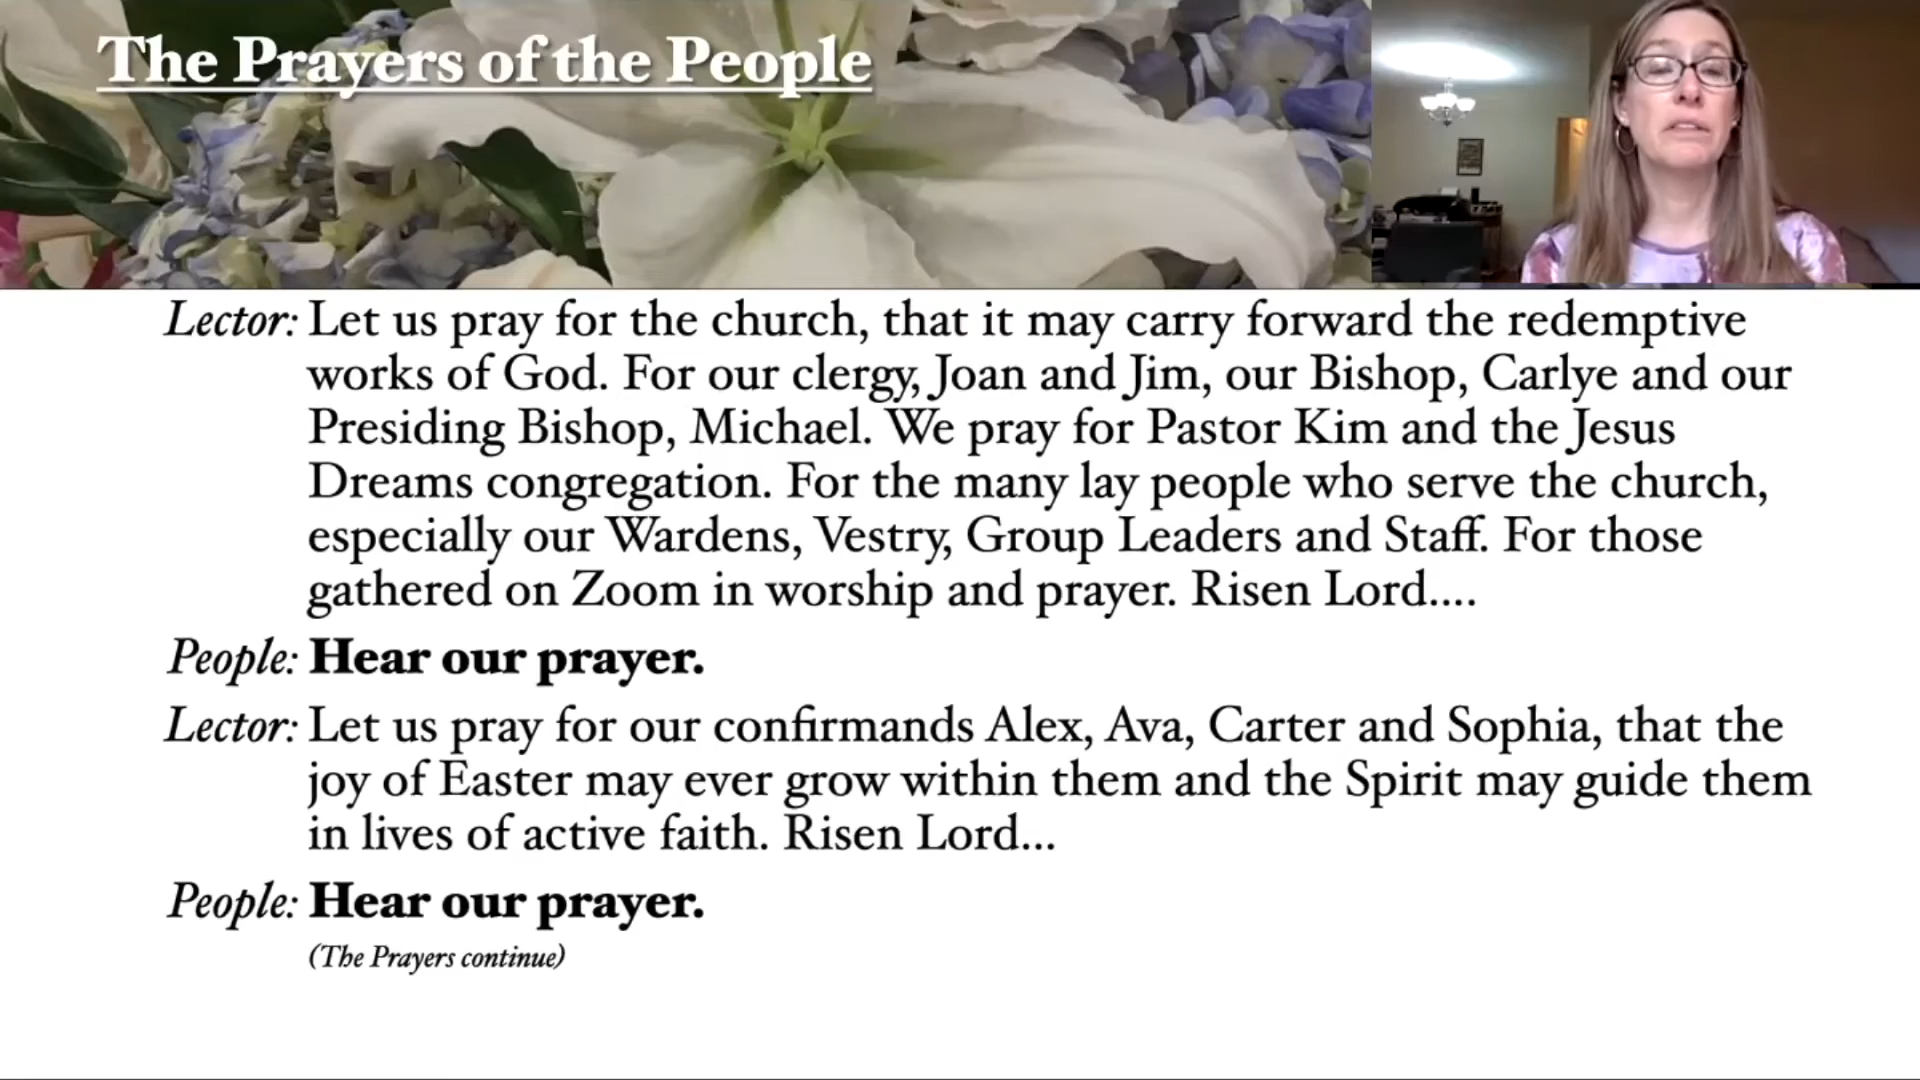 The Prayers of the People
Lector: Let us pray for the church, that it may carry forward the redemptive
works of God. For our clergy, Joan and Jim, our Bishop, Carlye and our
Presiding Bishop, Michael. We pray for Pastor Kim and the Jesus
Dreams congregation. For the many lay people who serve the church,
especially our Wardens, Vestry, Group Leaders and Staff. For those
gathered on Zoom in worship and prayer. Risen Lord....
People: Hear our prayer.
Lector: Let us pray for our confirmands Alex, Ava, Carter and Sophia, that the
joy of Easter may ever grow within them and the Spirit may guide them
in lives of active faith. Risen Lord...
People: Hear our prayer.
(The Prayers continue)